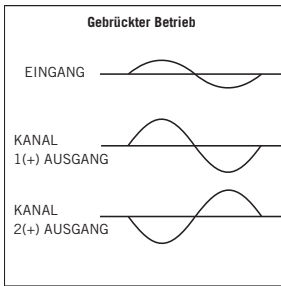 Gebrückter Betrieb
EINGANG
KANAL
1(+) AUSGANG
KANAL
2(+) AUSGANG